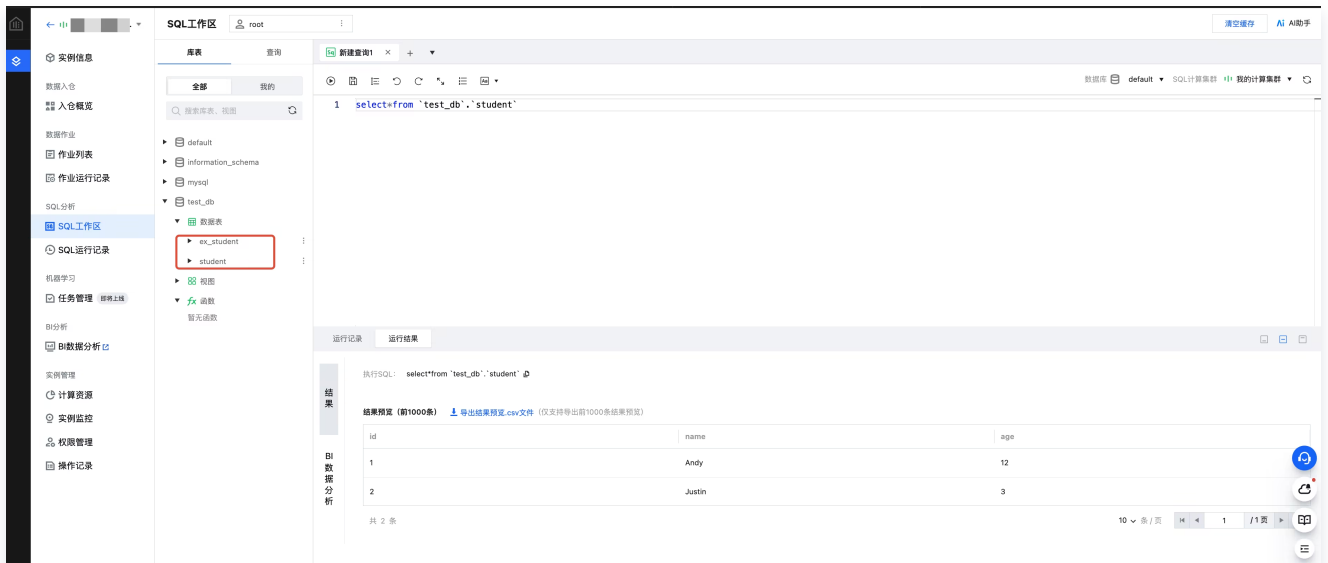 SQL工作区
root
清空缓存
AI助手
实例信息
数据入仓
入仓概览
数据作业
作业列表
作业运行记录
SQL分析
SQL工作区
SQL运行记录
机器学习
任务管理 即将上线
BI分析
BI数据分析
实例管理
计算资源
实例监控
权限管理
操作记录
库表
查询
全部
我的
搜索库表、视图
default
information_schema
mysql
test_db
数据表
ex_student
student
视图
fx 函数
暂无函数
Sq 新建查询1 × +
数据库 default SQL计算集群 我的计算集群
1 select*from `test_db`.`student`
运行记录
运行结果
结果
BI数据分析
执行SQL: select*from `test_db`.`student`
结果预览（前1000条） 导出结果预览.csv文件（仅支持导出前1000条结果预览）
id name age
1 Andy 12
2 Justin 3
共 2 条
10 条 / 页
1 / 1 页